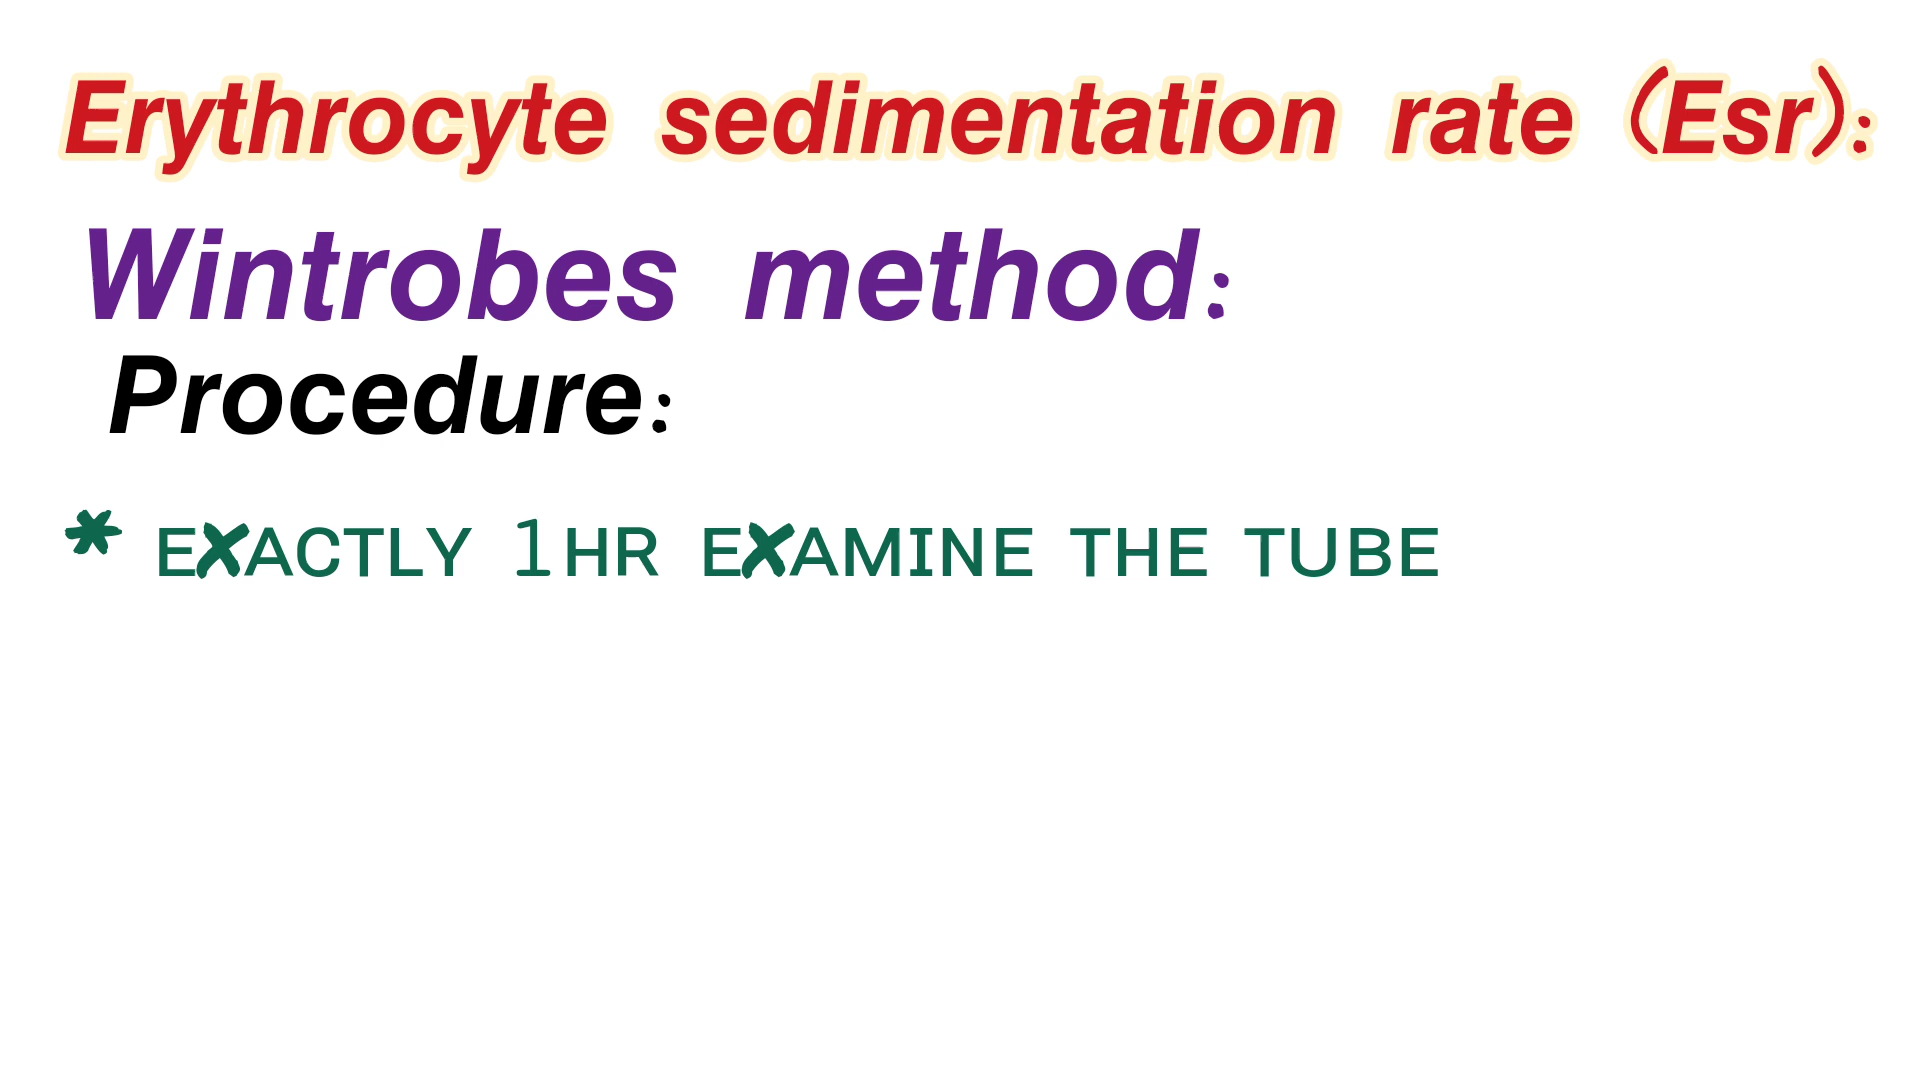 Erythrocyte sedimentation rate (Esr):
Wintrobes method:
Procedure:
* EXACTLY 1HR EXAMINE THE TUBE